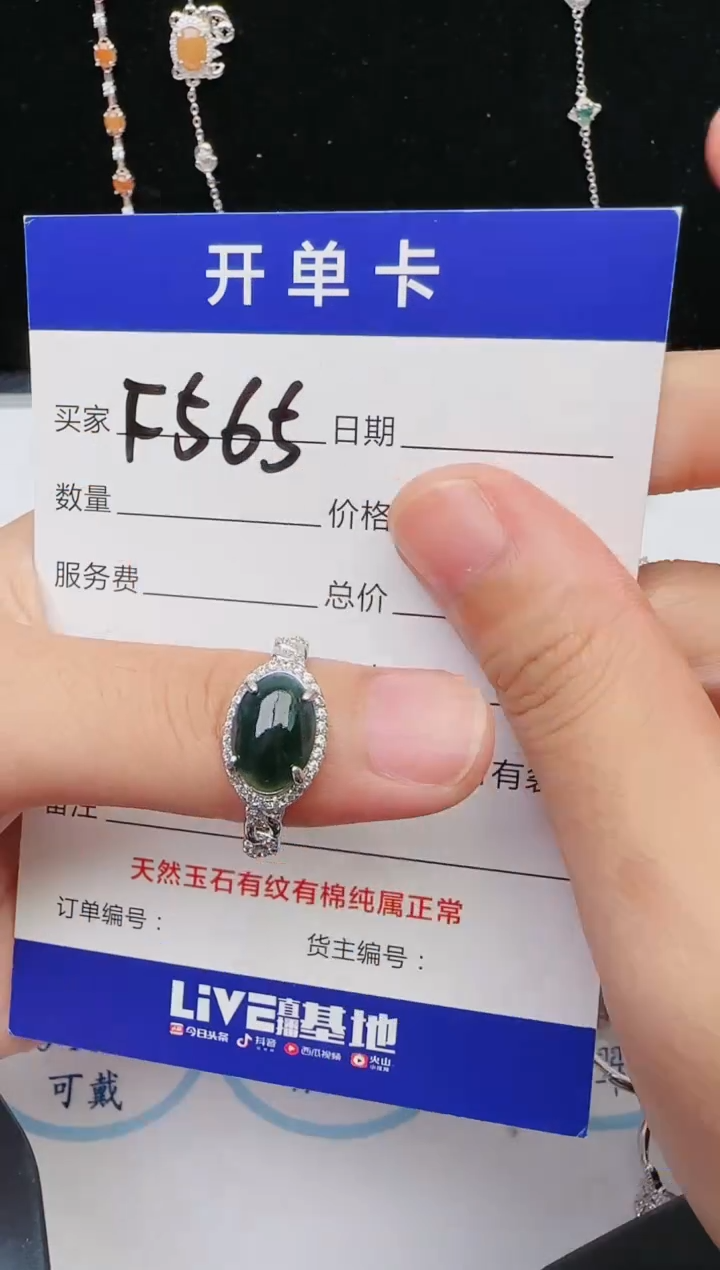 开单卡
买家 F565 日期
数量 价格
服务费 总价
有
备注
天然玉石有纹有棉纯属正常
订单编号：
货主编号：
LiVE直播基地
今日头条 抖音 西瓜视频 火山
可戴